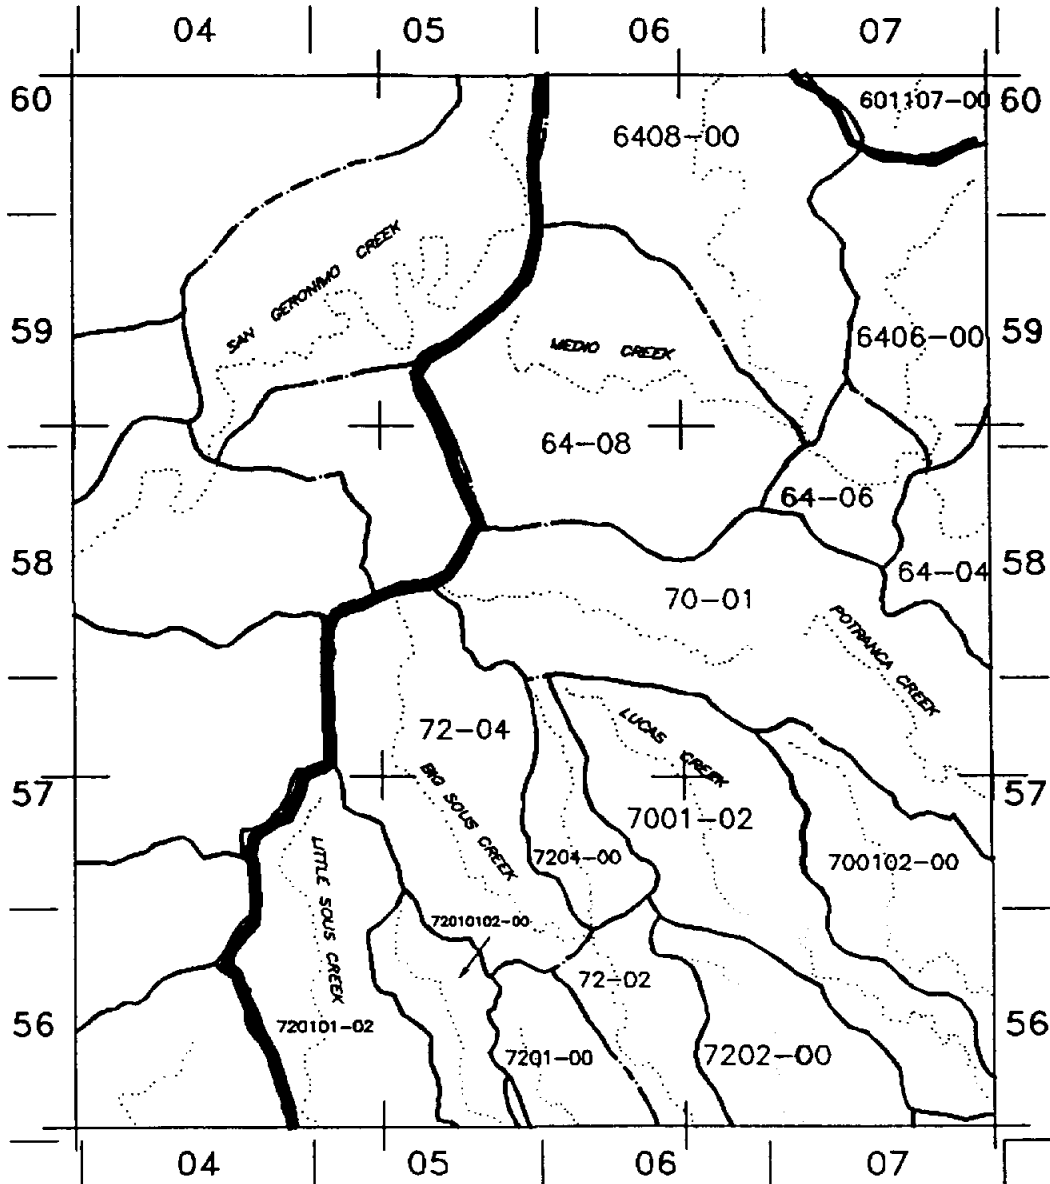 04 05 06 07
60 601107-00 60
6408-00
SAN GERONIMO CREEK
59 6406-00 59
MEDIO CREEK
64-08
64-06
58 64-04 58
70-01
POTRANCA CREEK
72-04
LUCAS CREEK
57 57
BIG SOUS CREEK
7001-02
7204-00 700102-00
LITTLE SOUS CREEK
72010102-00
72-02
56 720101-02 56
7201-00 7202-00
04 05 06 07